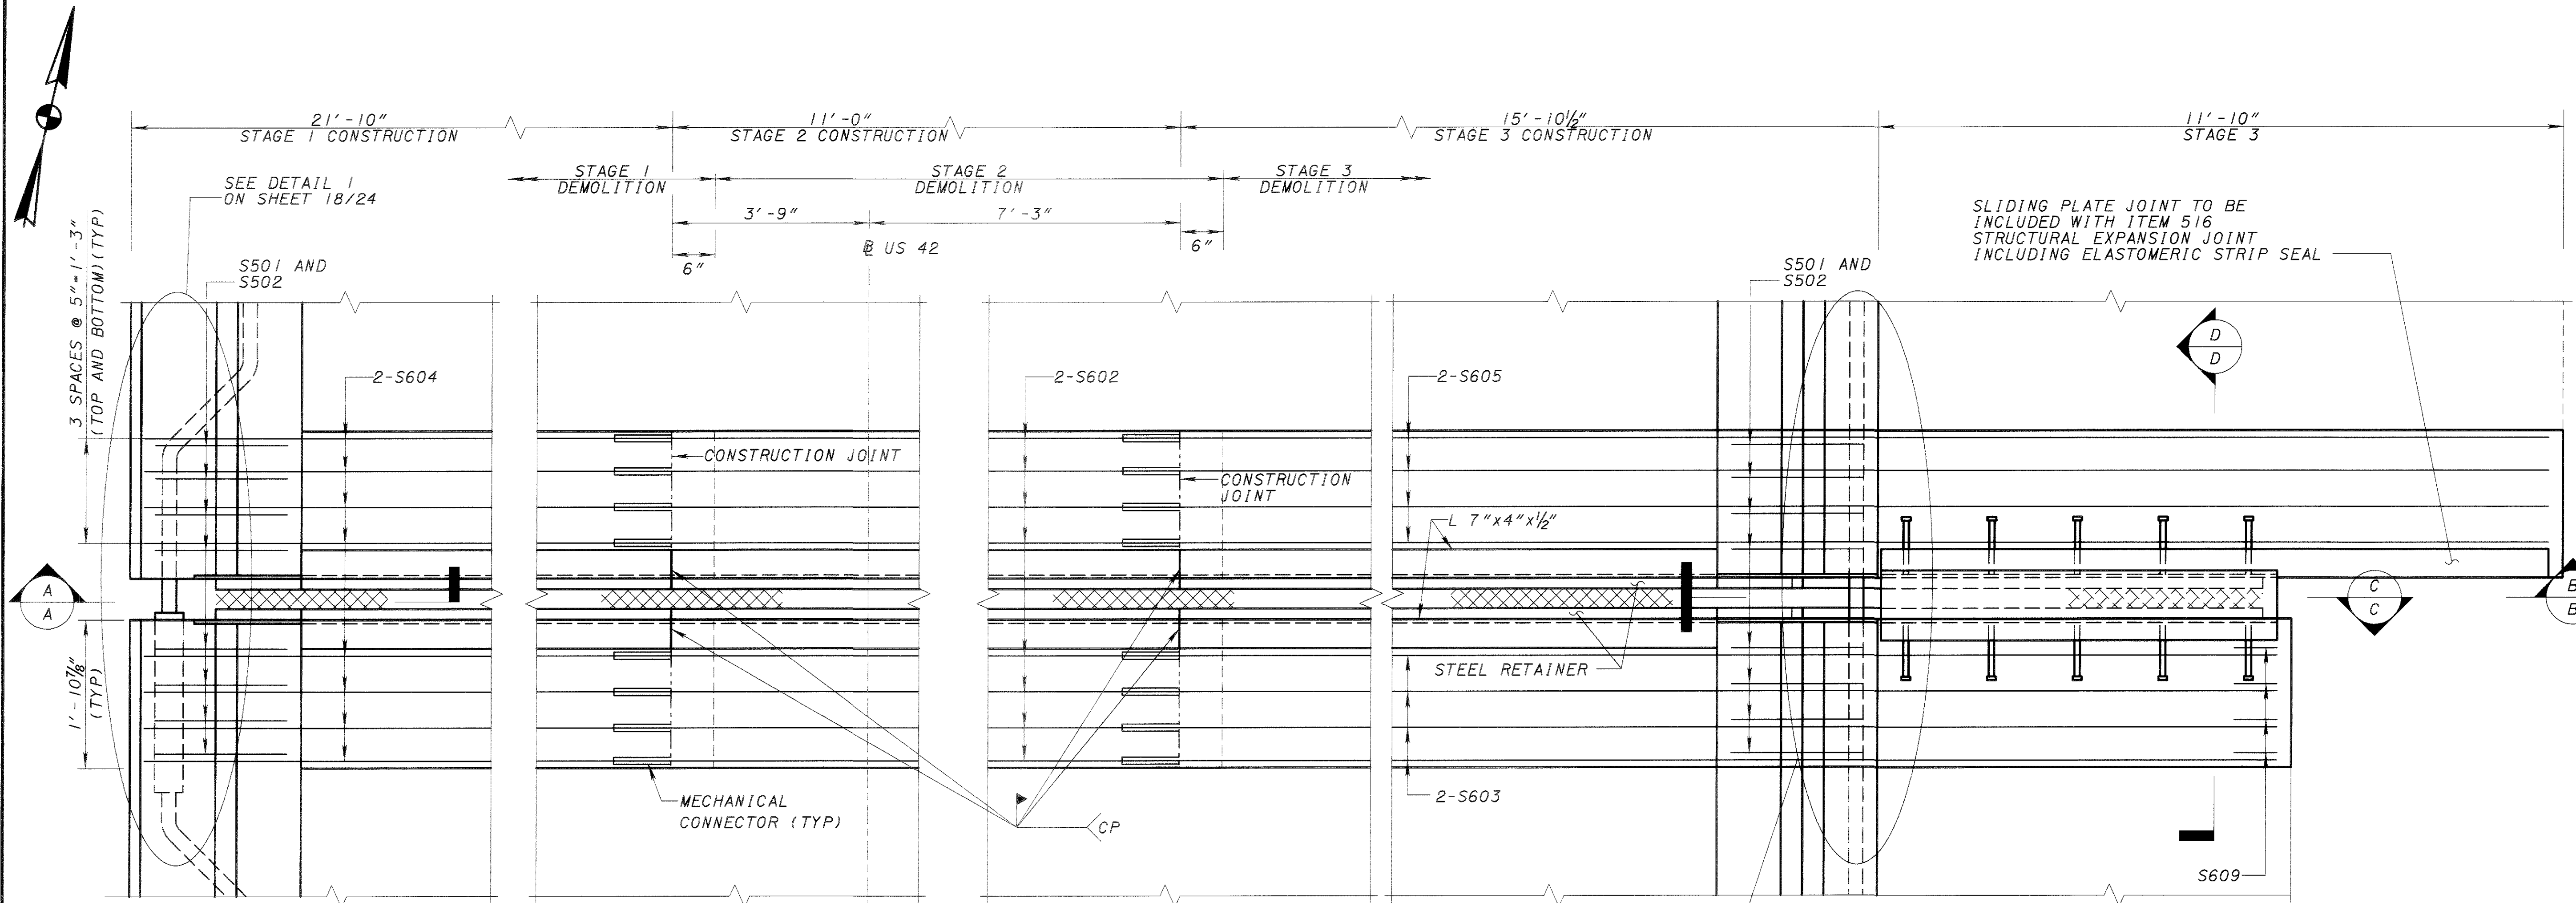 21'-10"
STAGE 1 CONSTRUCTION
11'-0"
STAGE 2 CONSTRUCTION
15'-10½"
STAGE 3 CONSTRUCTION
11'-10"
STAGE 3
STAGE 1
DEMOLITION
STAGE 2
DEMOLITION
STAGE 3
DEMOLITION
SEE DETAIL 1
ON SHEET 18/24
3'-9"
7'-3"
6"
℄ US 42
6"
SLIDING PLATE JOINT TO BE
INCLUDED WITH ITEM 516
STRUCTURAL EXPANSION JOINT
INCLUDING ELASTOMERIC STRIP SEAL
3 SPACES @ 5"=1'-3"
(TOP AND BOTTOM)(TYP)
S501 AND
S502
S501 AND
S502
D
D
2-S604
2-S602
2-S605
CONSTRUCTION JOINT
CONSTRUCTION
JOINT
L 7"x4"x½"
A
A
C
C
B
B
1'-10⅞"
(TYP)
STEEL RETAINER
MECHANICAL
CONNECTOR (TYP)
CP
2-S603
S609